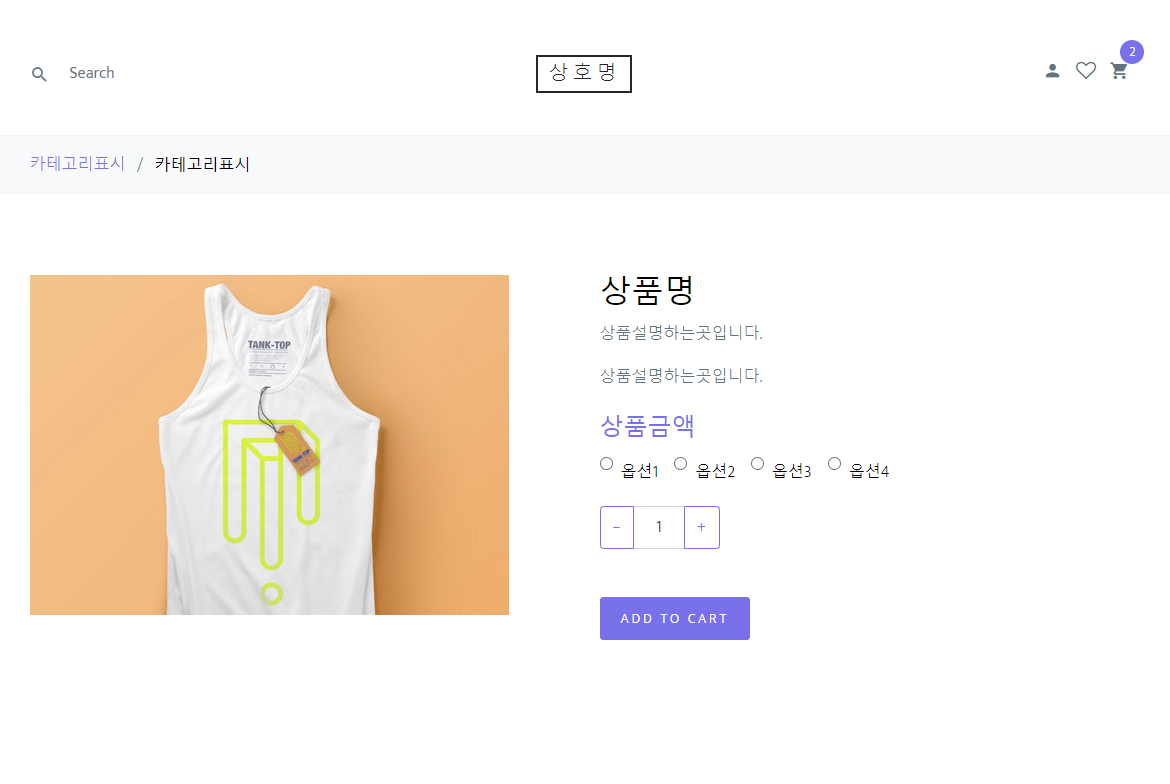 Search
상호명
2
카테고리표시 / 카테고리표시
TANK-TOP
TANK-TOP
상품명
상품설명하는곳입니다.
상품설명하는곳입니다.
상품금액
옵션1 옵션2 옵션3 옵션4
− 1 +
ADD TO CART